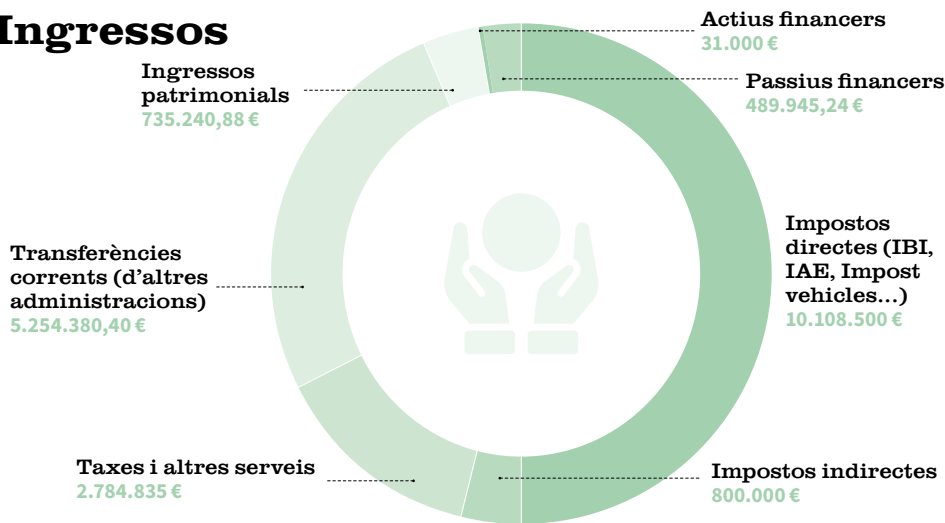 Ingressos
Actius financers
31.000 €
Passius financers
489.945,24 €
Impostos
directes (IBI,
IAE, Impost
vehicles...)
10.108.500 €
Impostos indirectes
800.000 €
Taxes i altres serveis
2.784.835 €
Transferències
corrents (d’altres
administracions)
5.254.380,40 €
Ingressos
patrimonials
735.240,88 €